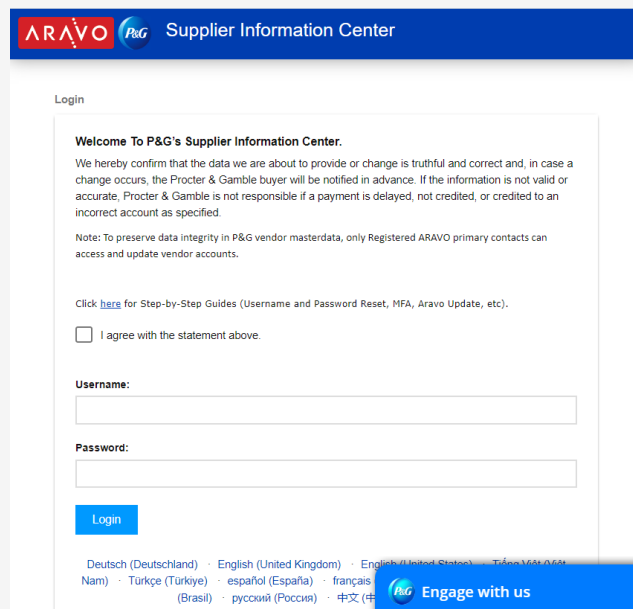 ARAVO P&G Supplier Information Center
Login
Welcome To P&G's Supplier Information Center.
We hereby confirm that the data we are about to provide or change is truthful and correct and, in case a
change occurs, the Procter & Gamble buyer will be notified in advance. If the information is not valid or
accurate, Procter & Gamble is not responsible if a payment is delayed, not credited, or credited to an
incorrect account as specified.
Note: To preserve data integrity in P&G vendor masterdata, only Registered ARAVO primary contacts can
access and update vendor accounts.
Click here for Step-by-Step Guides (Username and Password Reset, MFA, Aravo Update, etc).
I agree with the statement above.
Username:
Password:
Login
Deutsch (Deutschland) · English (United Kingdom) · English (United States) · Tiếng Việt (Việt
Nam) · Türkçe (Türkiye) · español (España) · français
(Brasil) · русский (Россия) · 中文 (中
P&G Engage with us